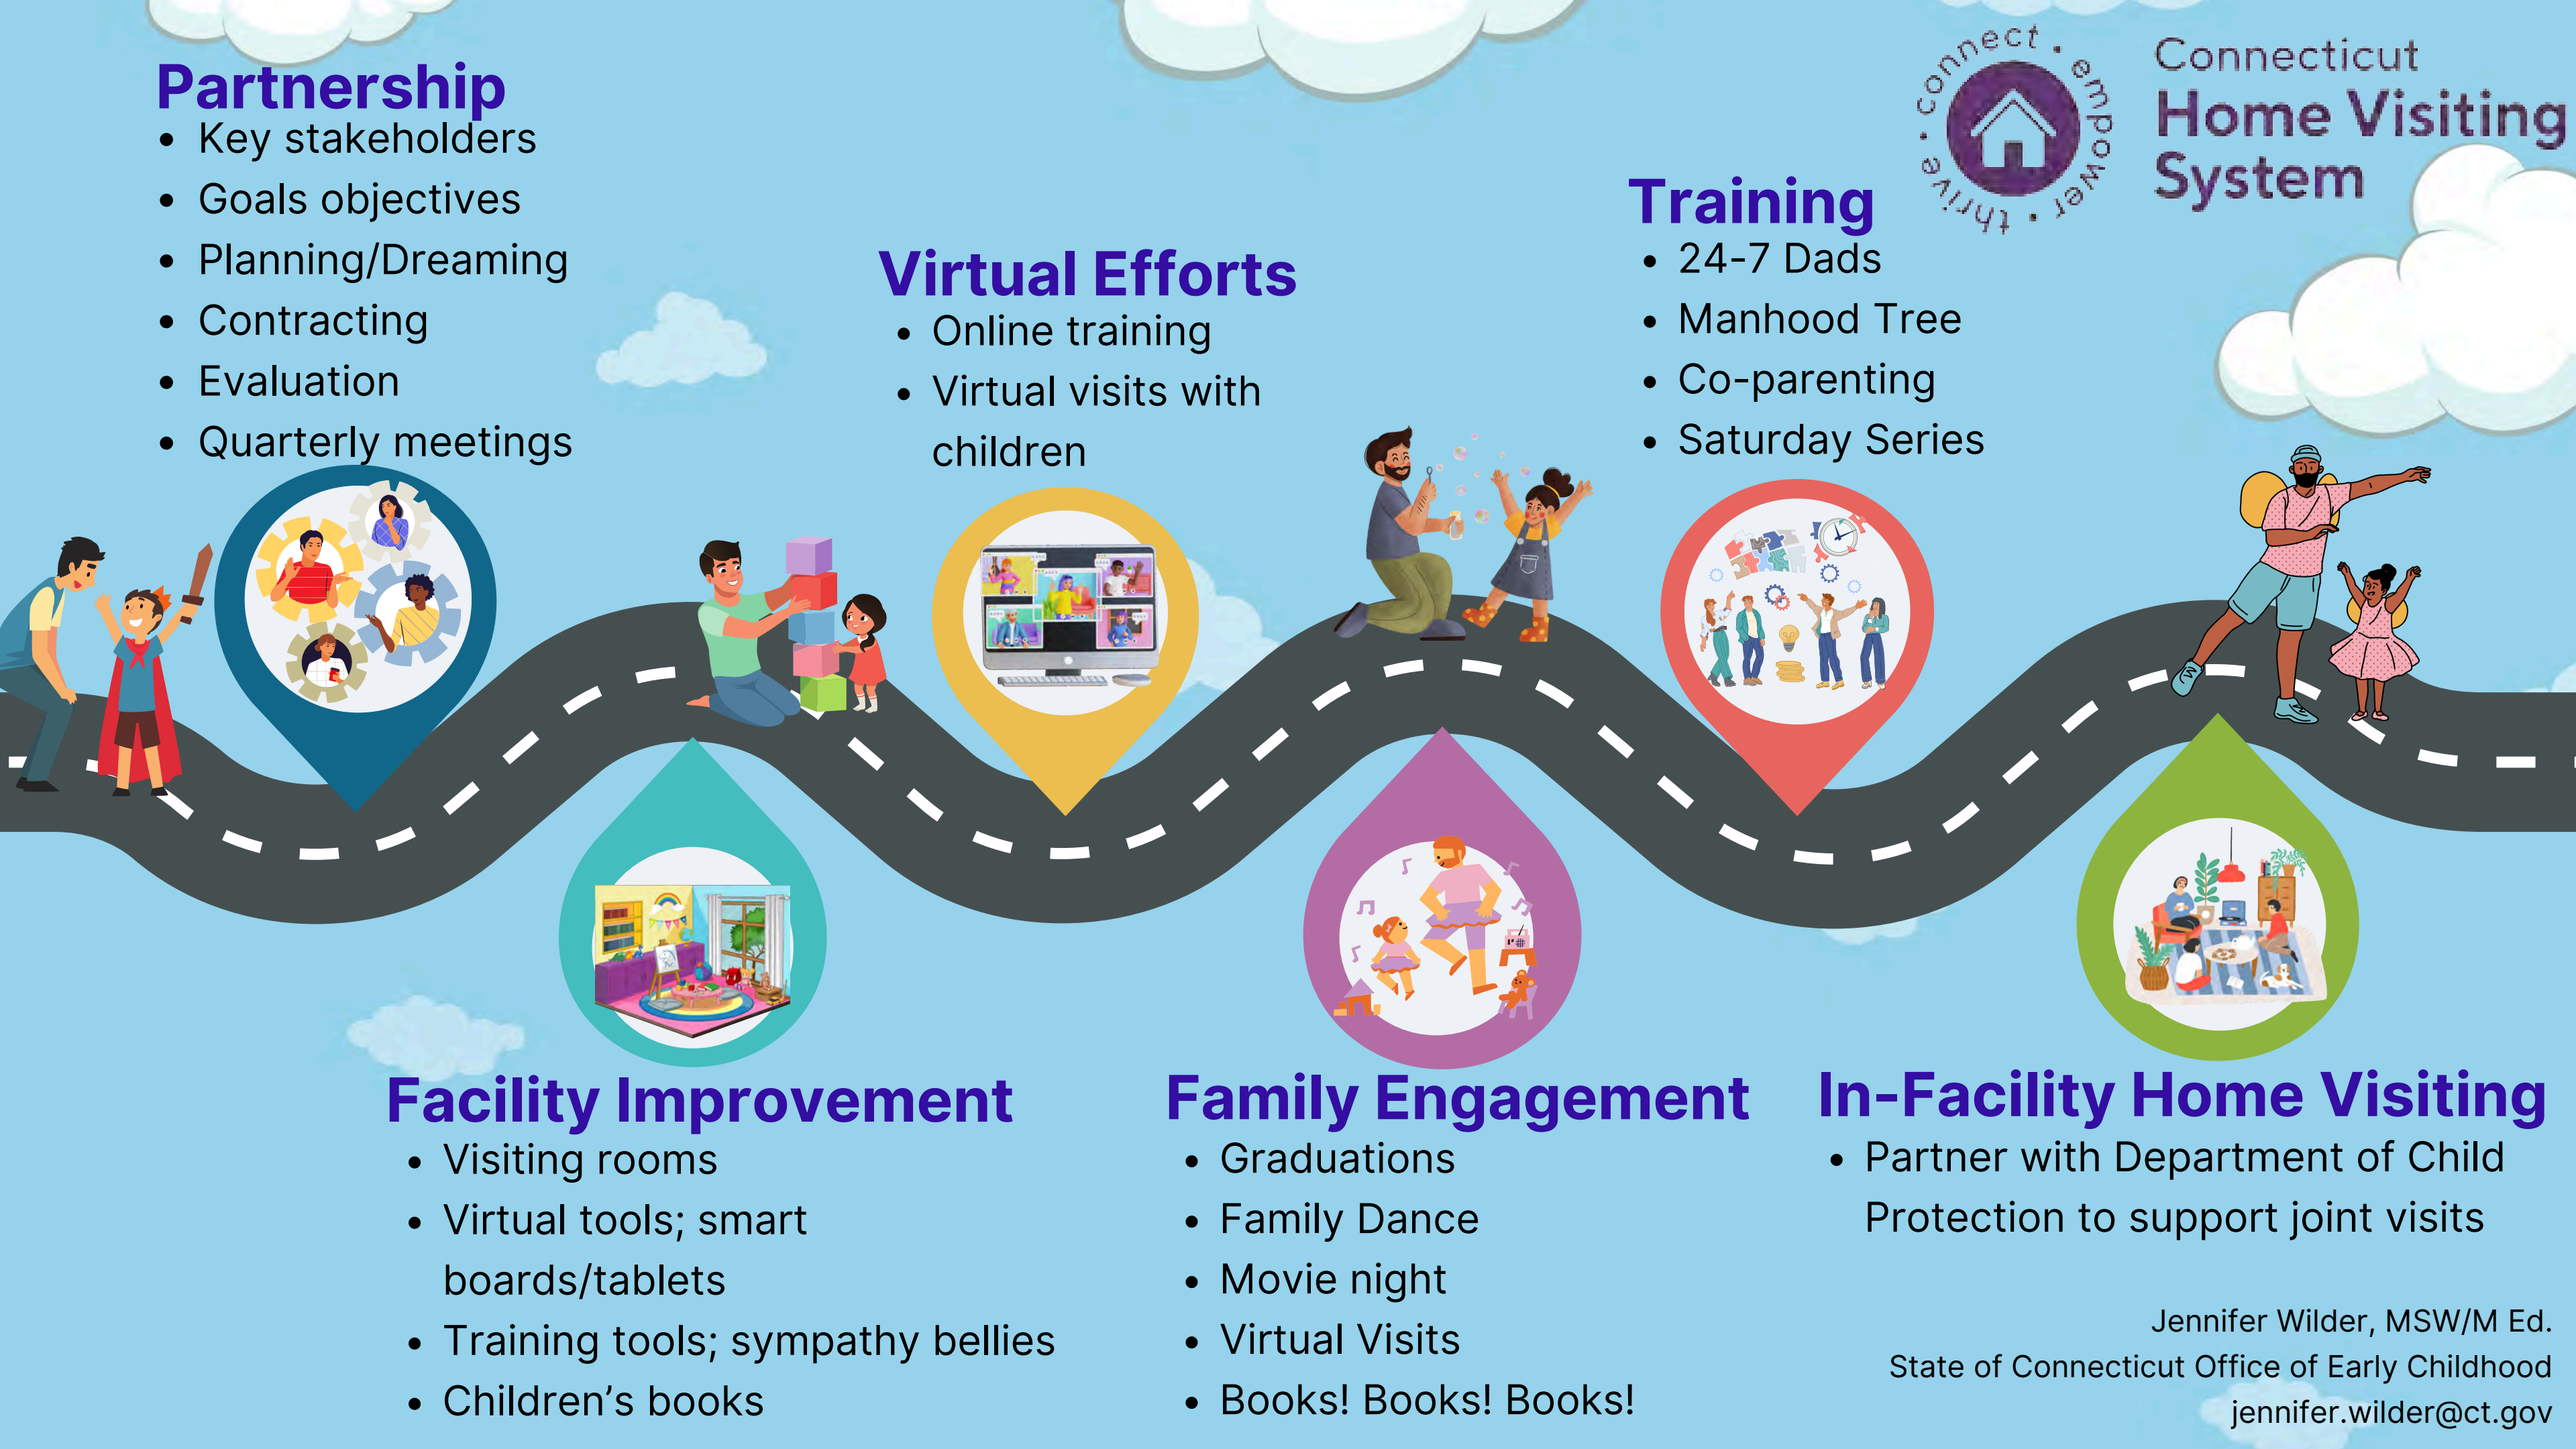 Partnership
• Key stakeholders
• Goals objectives
• Planning/Dreaming
• Contracting
• Evaluation
• Quarterly meetings
Virtual Efforts
• Online training
• Virtual visits with
children
Training
• 24-7 Dads
• Manhood Tree
• Co-parenting
• Saturday Series
connect • empower • thrive •
Connecticut
Home Visiting
System
Facility Improvement
• Visiting rooms
• Virtual tools; smart
boards/tablets
• Training tools; sympathy bellies
• Children’s books
Family Engagement
• Graduations
• Family Dance
• Movie night
• Virtual Visits
• Books! Books! Books!
In-Facility Home Visiting
• Partner with Department of Child
Protection to support joint visits
Jennifer Wilder, MSW/M Ed.
State of Connecticut Office of Early Childhood
jennifer.wilder@ct.gov